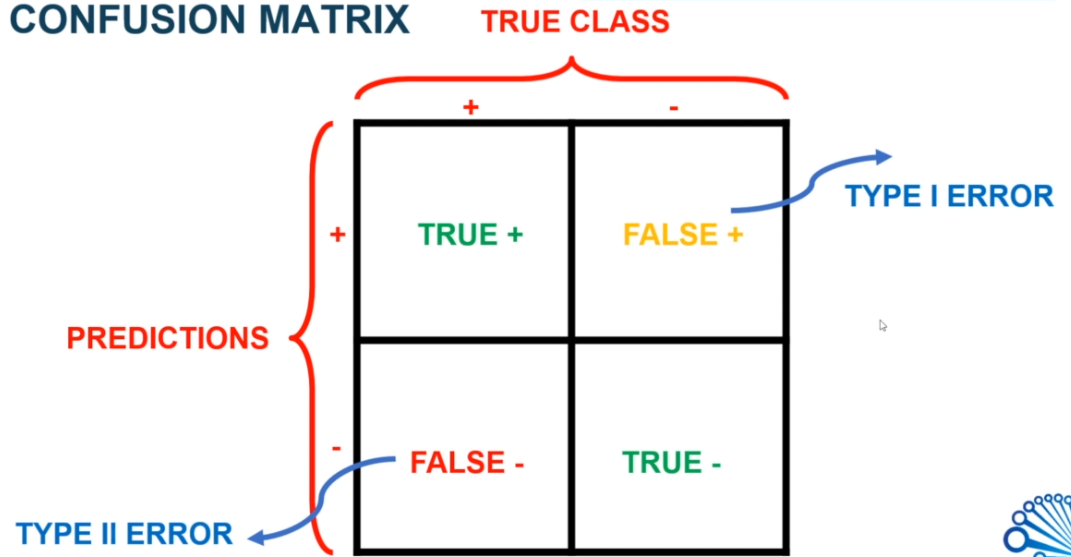 CONFUSION MATRIX
TRUE CLASS
+ -
TYPE I ERROR
+ TRUE + FALSE +
PREDICTIONS
- FALSE - TRUE -
TYPE II ERROR